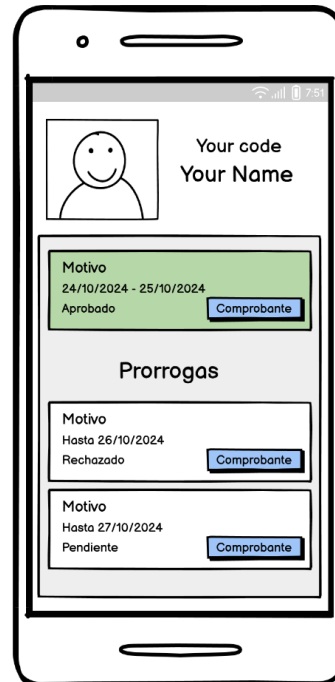 7:51
Your code
Your Name
Motivo
24/10/2024 - 25/10/2024
Aprobado
Comprobante
Prorrogas
Motivo
Hasta 26/10/2024
Rechazado
Comprobante
Motivo
Hasta 27/10/2024
Pendiente
Comprobante